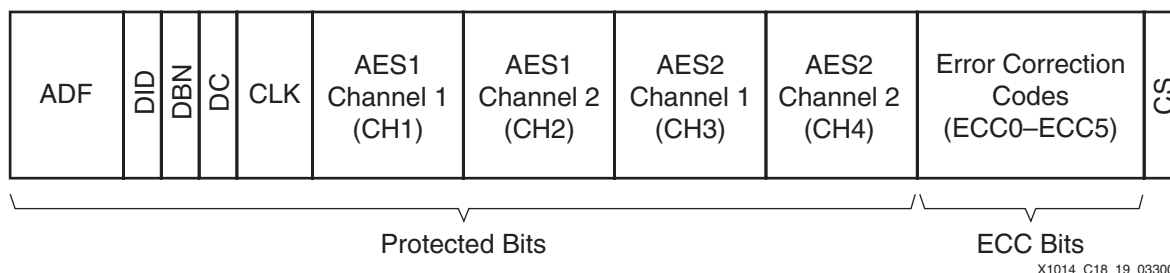 ADF
DID
DBN
DC
CLK
AES1
Channel 1
(CH1)
AES1
Channel 2
(CH2)
AES2
Channel 1
(CH3)
AES2
Channel 2
(CH4)
Error Correction
Codes
(ECC0–ECC5)
CS
Protected Bits
ECC Bits
X1014_C18_19_03300